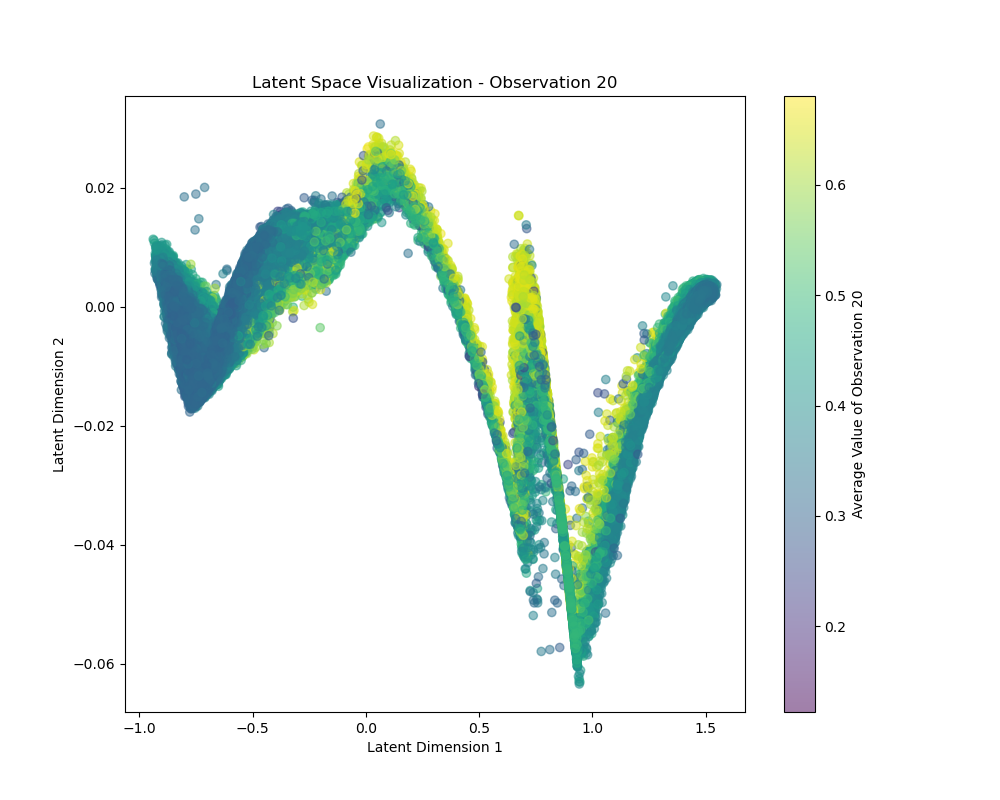 Latent Space Visualization - Observation 20
Latent Dimension 2
0.02
0.00
−0.02
−0.04
−0.06
−1.0 −0.5 0.0 0.5 1.0 1.5
Latent Dimension 1
0.6
0.5
0.4
0.3
0.2
Average Value of Observation 20